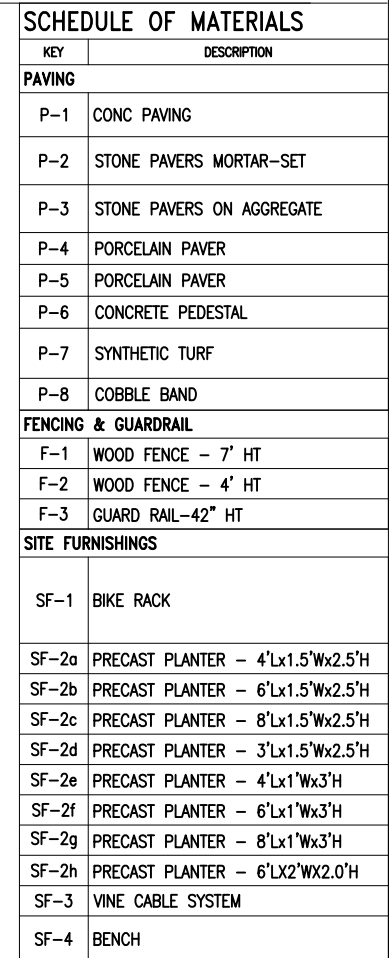 SCHEDULE OF MATERIALS
KEY DESCRIPTION
PAVING
P-1 CONC PAVING
P-2 STONE PAVERS MORTAR-SET
P-3 STONE PAVERS ON AGGREGATE
P-4 PORCELAIN PAVER
P-5 PORCELAIN PAVER
P-6 CONCRETE PEDESTAL
P-7 SYNTHETIC TURF
P-8 COBBLE BAND
FENCING & GUARDRAIL
F-1 WOOD FENCE - 7' HT
F-2 WOOD FENCE - 4' HT
F-3 GUARD RAIL-42" HT
SITE FURNISHINGS
SF-1 BIKE RACK
SF-2a PRECAST PLANTER - 4'Lx1.5'Wx2.5'H
SF-2b PRECAST PLANTER - 6'Lx1.5'Wx2.5'H
SF-2c PRECAST PLANTER - 8'Lx1.5'Wx2.5'H
SF-2d PRECAST PLANTER - 3'Lx1.5'Wx2.5'H
SF-2e PRECAST PLANTER - 4'Lx1'Wx3'H
SF-2f PRECAST PLANTER - 6'Lx1'Wx3'H
SF-2g PRECAST PLANTER - 8'Lx1'Wx3'H
SF-2h PRECAST PLANTER - 6'LX2'WX2.0'H
SF-3 VINE CABLE SYSTEM
SF-4 BENCH